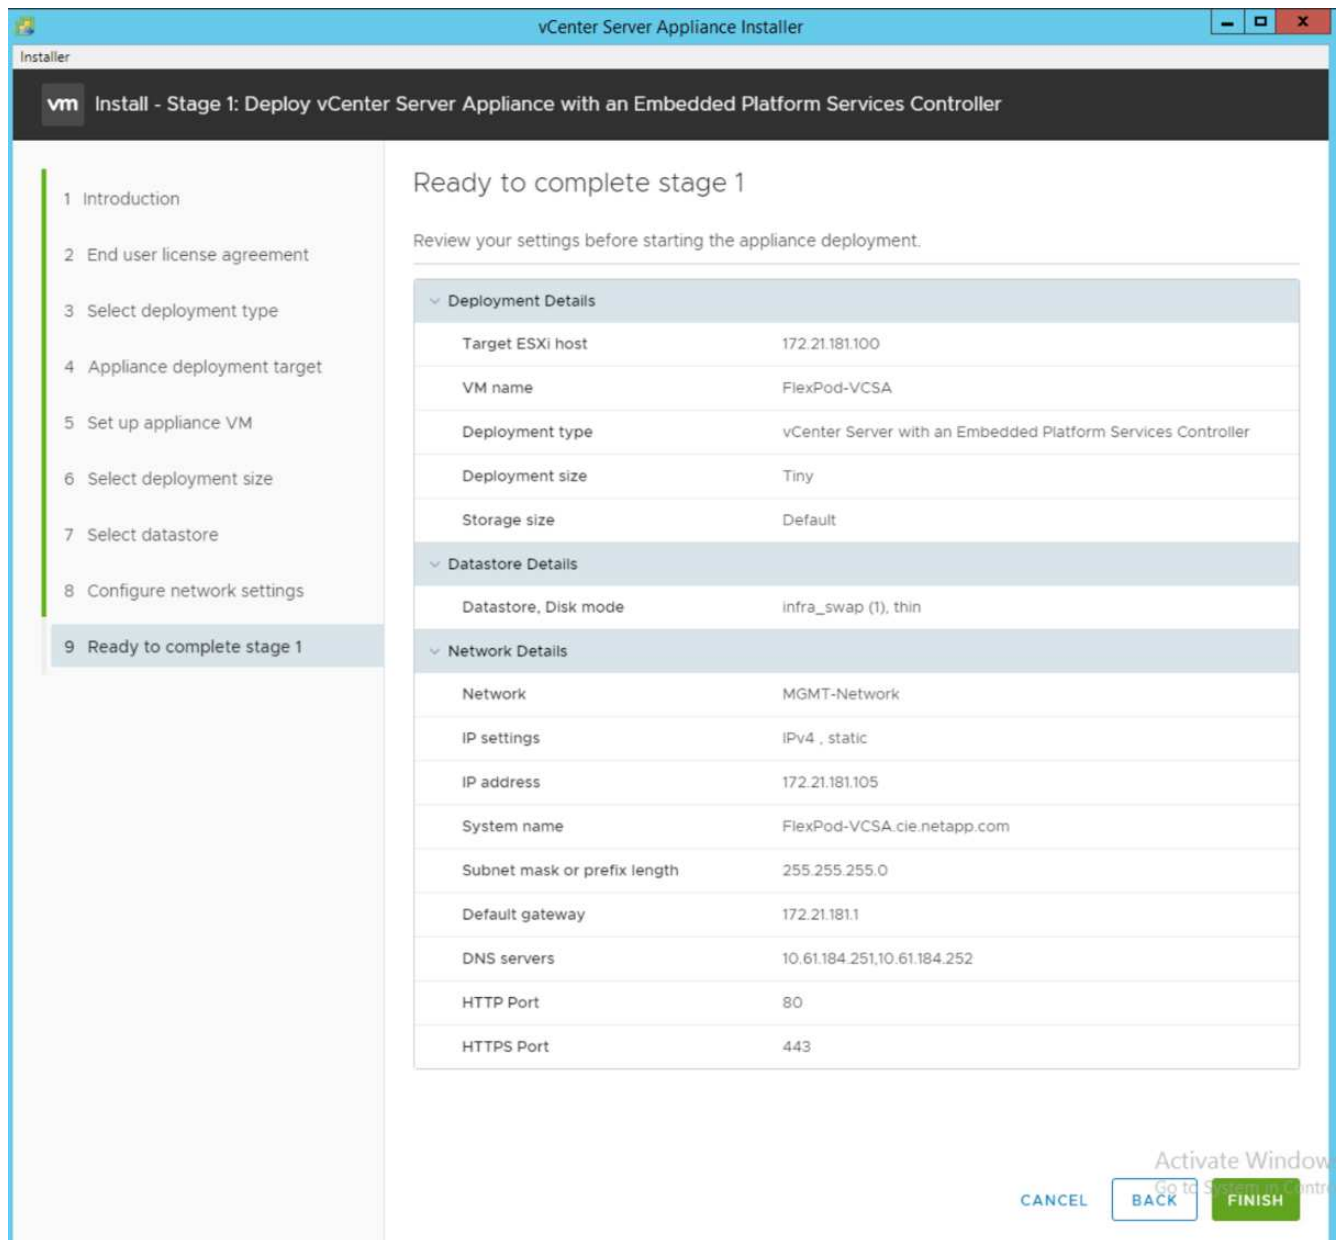 vCenter Server Appliance Installer
Installer
vm Install - Stage 1: Deploy vCenter Server Appliance with an Embedded Platform Services Controller
1 Introduction
2 End user license agreement
3 Select deployment type
4 Appliance deployment target
5 Set up appliance VM
6 Select deployment size
7 Select datastore
8 Configure network settings
9 Ready to complete stage 1
Ready to complete stage 1
Review your settings before starting the appliance deployment.
Deployment Details
Target ESXi host 172.21.181.100
VM name FlexPod-VCSA
Deployment type vCenter Server with an Embedded Platform Services Controller
Deployment size Tiny
Storage size Default
Datastore Details
Datastore, Disk mode infra_swap (1), thin
Network Details
Network MGMT-Network
IP settings IPv4 , static
IP address 172.21.181.105
System name FlexPod-VCSA.cie.netapp.com
Subnet mask or prefix length 255.255.255.0
Default gateway 172.21.181.1
DNS servers 10.61.184.251,10.61.184.252
HTTP Port 80
HTTPS Port 443
Activate Window
Go to System in Contr
CANCEL BACK FINISH